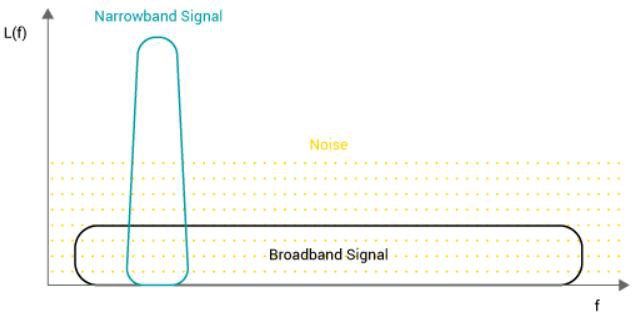 Narrowband Signal
L(f)
Noise
Broadband Signal
f